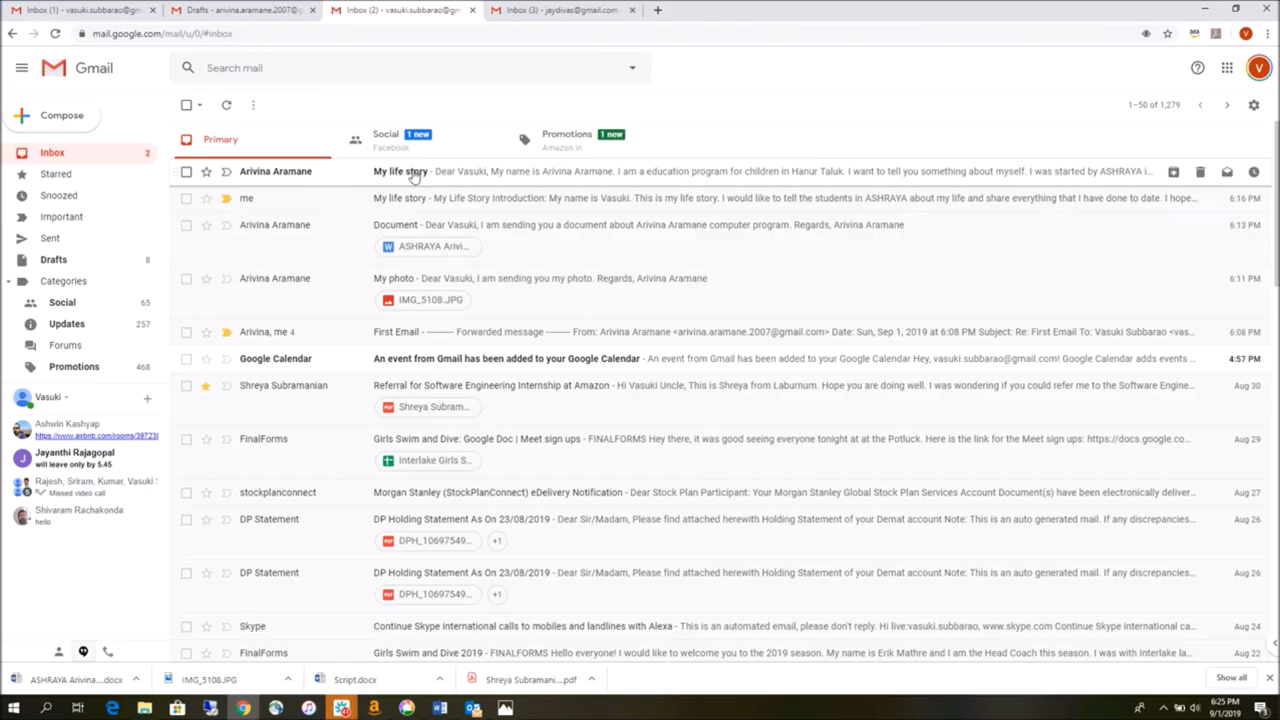 Inbox (1) - vasuki.subbarao@gm
Drafts - arivina.aramane.2007@g
Inbox (2) - vasuki.subbarao@gm
Inbox (3) - jaydivas@gmail.com
mail.google.com/mail/u/0/#inbox
V
Gmail
Search mail
V
Compose
1–50 of 1,279
Inbox 2
Starred
Snoozed
Important
Sent
Drafts 8
Categories
Social 65
Updates 257
Forums
Promotions 468
Primary
Social 1 new
Facebook
Promotions 1 new
Amazon.in
Arivina Aramane My life story - Dear Vasuki, My name is Arivina Aramane. I am a education program for children in Hanur Taluk. I want to tell you something about myself. I was started by ASHRAYA i...
me My life story - My Life Story Introduction: My name is Vasuki. This is my life story. I would like to tell the students in ASHRAYA about my life and share everything that I have done to date. I hope... 6:16 PM
Arivina Aramane Document - Dear Vasuki, I am sending you a document about Arivina Aramane computer program. Regards, Arivina Aramane 6:13 PM
W ASHRAYA Arivi...
Arivina Aramane My photo - Dear Vasuki, I am sending you my photo. Regards, Arivina Aramane 6:11 PM
IMG_5108.JPG
Arivina, me 4 First Email - ---------- Forwarded message --------- From: Arivina Aramane <arivina.aramane.2007@gmail.com> Date: Sun, Sep 1, 2019 at 6:08 PM Subject: Re: First Email To: Vasuki Subbarao <vas... 6:08 PM
Google Calendar An event from Gmail has been added to your Google Calendar - An event from Gmail has been added to your Google Calendar Hey, vasuki.subbarao@gmail.com! Google Calendar adds events ... 4:57 PM
Shreya Subramanian Referral for Software Engineering Internship at Amazon - Hi Vasuki Uncle, This is Shreya from Laburnum. Hope you are doing well. I was wondering if you could refer me to the Software Engine... Aug 30
PDF Shreya Subram...
FinalForms Girls Swim and Dive: Google Doc | Meet sign ups - FINALFORMS Hey there, it was good seeing everyone tonight at at the Potluck. Here is the link for the Meet sign ups: https://docs.google.co... Aug 29
Interlake Girls S...
stockplanconnect Morgan Stanley (StockPlanConnect) eDelivery Notification - Dear Stock Plan Participant: Your Morgan Stanley Global Stock Plan Services Account Document(s) have been electronically deliver... Aug 27
DP Statement DP Holding Statement As On 23/08/2019 - Dear Sir/Madam, Please find attached herewith Holding Statement of your Demat account Note: This is an auto generated mail. If any discrepancies... Aug 26
PDF DPH_10697549... +1
DP Statement DP Holding Statement As On 23/08/2019 - Dear Sir/Madam, Please find attached herewith Holding Statement of your Demat account Note: This is an auto generated mail. If any discrepancies... Aug 26
PDF DPH_10697549... +1
Skype Continue Skype international calls to mobiles and landlines with Alexa - This is an automated email, please don't reply. Hi live:vasuki.subbarao, www.skype.com Continue Skype international ca... Aug 24
FinalForms Girls Swim and Dive 2019 - FINALFORMS Hello everyone! I would like to welcome you to the 2019 season. My name is Erik Mathre and I am the Head Coach this season. I was with Interlake la... Aug 22
Vasuki
Ashwin Kashyap
https://www.airbnb.com/rooms/39723
J Jayanthi Rajagopal
will leave only by 5.45
Rajesh, Sriram, Kumar, Vasuki
Missed video call
Shivaram Rachakonda
hello
ASHRAYA Arivina....docx
IMG_5108.JPG
Script.docx
Shreya Subramani...pdf
Show all
6:25 PM
9/1/2019